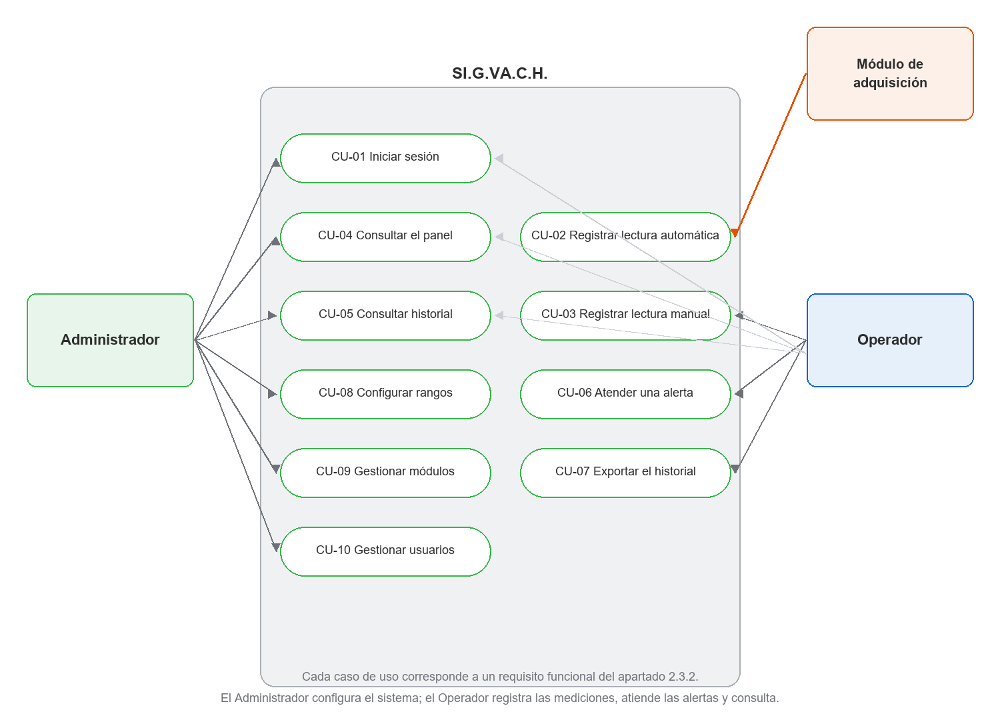 Módulo de
adquisición
SI.G.VA.C.H.
CU-01 Iniciar sesión
CU-04 Consultar el panel
CU-02 Registrar lectura automática
CU-05 Consultar historial
CU-03 Registrar lectura manual
Administrador
Operador
CU-08 Configurar rangos
CU-06 Atender una alerta
CU-09 Gestionar módulos
CU-07 Exportar el historial
CU-10 Gestionar usuarios
Cada caso de uso corresponde a un requisito funcional del apartado 2.3.2.
El Administrador configura el sistema; el Operador registra las mediciones, atiende las alertas y consulta.